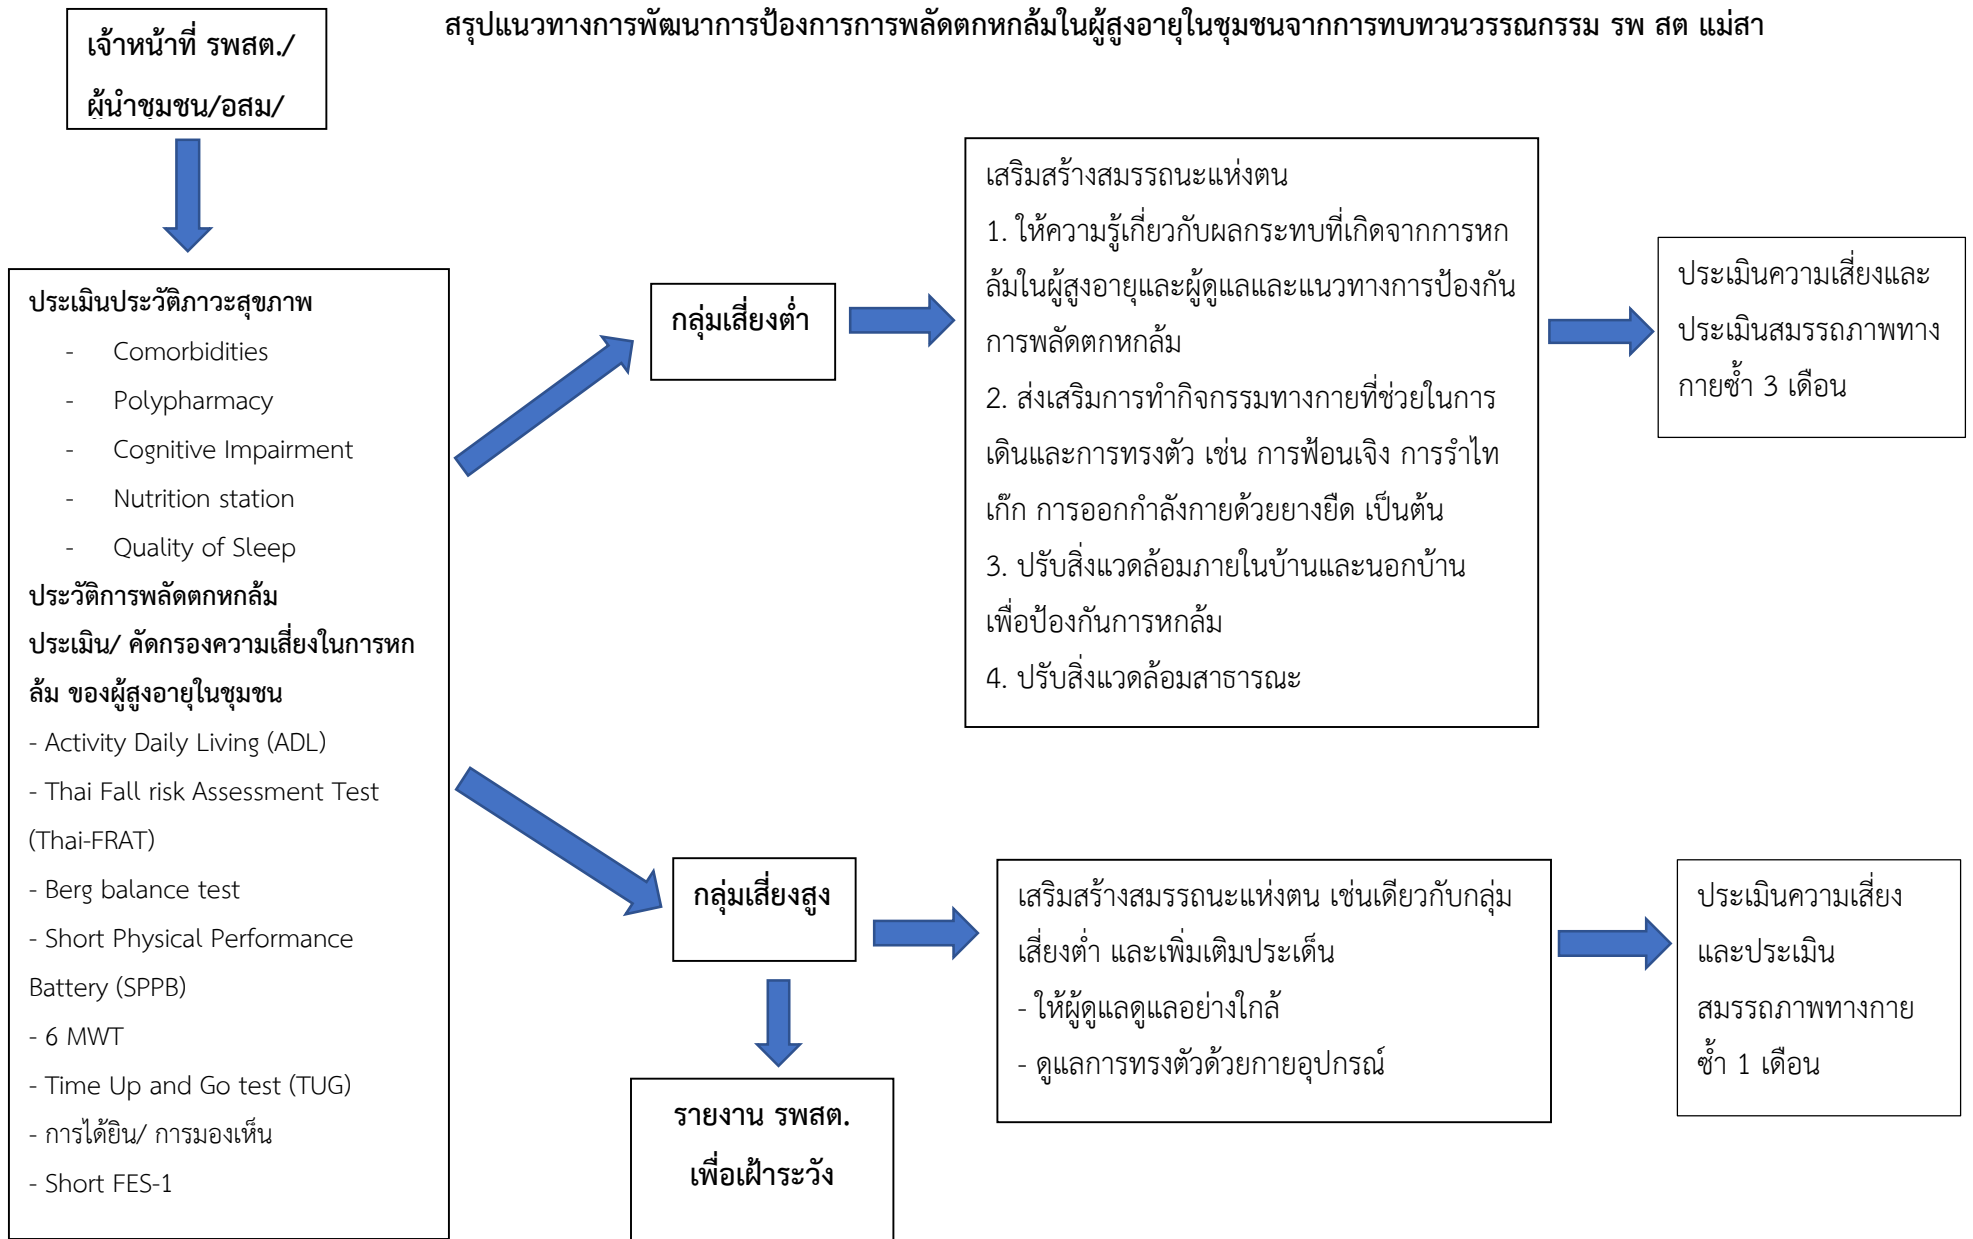 สรุปแนวทางการพัฒนาการป้องการการพลัดตกหกล้มในผู้สูงอายุในชุมชนจากการทบทวนวรรณกรรม รพ สต แม่สา
เจ้าหน้าที่ รพสต./
ผู้นำชุมชน/อสม/
ประเมินประวัติภาวะสุขภาพ
- Comorbidities
- Polypharmacy
- Cognitive Impairment
- Nutrition station
- Quality of Sleep
ประวัติการพลัดตกหกล้ม
ประเมิน/ คัดกรองความเสี่ยงในการหก
ล้ม ของผู้สูงอายุในชุมชน
- Activity Daily Living (ADL)
- Thai Fall risk Assessment Test
(Thai-FRAT)
- Berg balance test
- Short Physical Performance
Battery (SPPB)
- 6 MWT
- Time Up and Go test (TUG)
- การได้ยิน/ การมองเห็น
- Short FES-1
กลุ่มเสี่ยงต่ำ
เสริมสร้างสมรรถนะแห่งตน
1. ให้ความรู้เกี่ยวกับผลกระทบที่เกิดจากการหก
ล้มในผู้สูงอายุและผู้ดูแลและแนวทางการป้องกัน
การพลัดตกหกล้ม
2. ส่งเสริมการทำกิจกรรมทางกายที่ช่วยในการ
เดินและการทรงตัว เช่น การฟ้อนเจิง การรำไท
เก๊ก การออกกำลังกายด้วยยางยืด เป็นต้น
3. ปรับสิ่งแวดล้อมภายในบ้านและนอกบ้าน
เพื่อป้องกันการหกล้ม
4. ปรับสิ่งแวดล้อมสาธารณะ
ประเมินความเสี่ยงและ
ประเมินสมรรถภาพทาง
กายซ้ำ 3 เดือน
กลุ่มเสี่ยงสูง
เสริมสร้างสมรรถนะแห่งตน เช่นเดียวกับกลุ่ม
เสี่ยงต่ำ และเพิ่มเติมประเด็น
- ให้ผู้ดูแลดูแลอย่างใกล้
- ดูแลการทรงตัวด้วยกายอุปกรณ์
ประเมินความเสี่ยง
และประเมิน
สมรรถภาพทางกาย
ซ้ำ 1 เดือน
รายงาน รพสต.
เพื่อเฝ้าระวัง